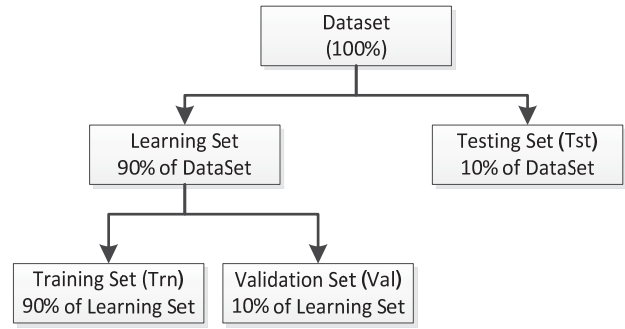 Dataset
(100%)
Learning Set
90% of DataSet
Testing Set (Tst)
10% of DataSet
Training Set (Trn)
90% of Learning Set
Validation Set (Val)
10% of Learning Set